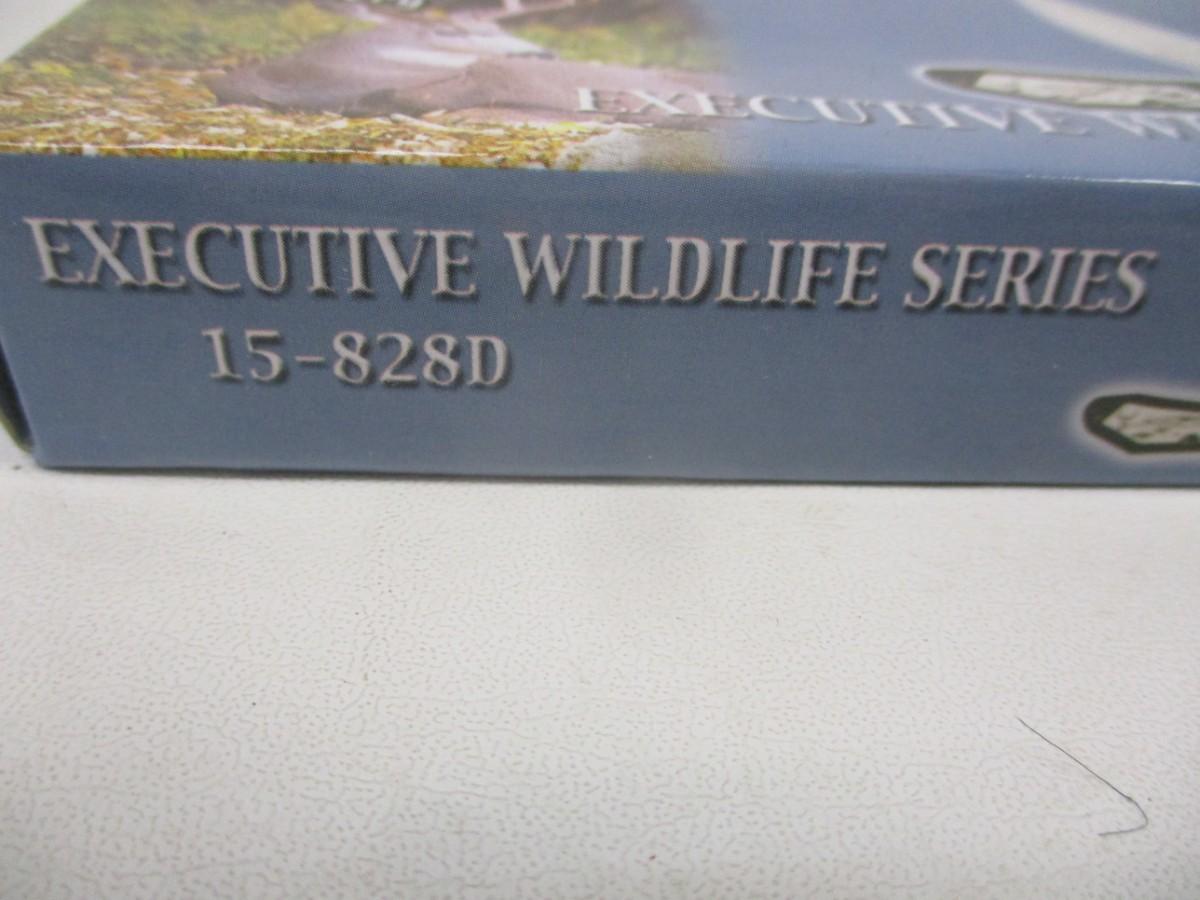 EXECUTIVE W
EXECUTIVE WILDLIFE SERIES
15-828D